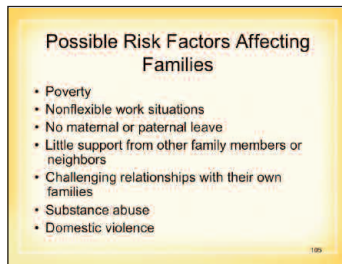 Possible Risk Factors Affecting
Families
• Poverty
• Nonflexible work situations
• No maternal or paternal leave
• Little support from other family members or
neighbors
• Challenging relationships with their own
families
• Substance abuse
• Domestic violence
105